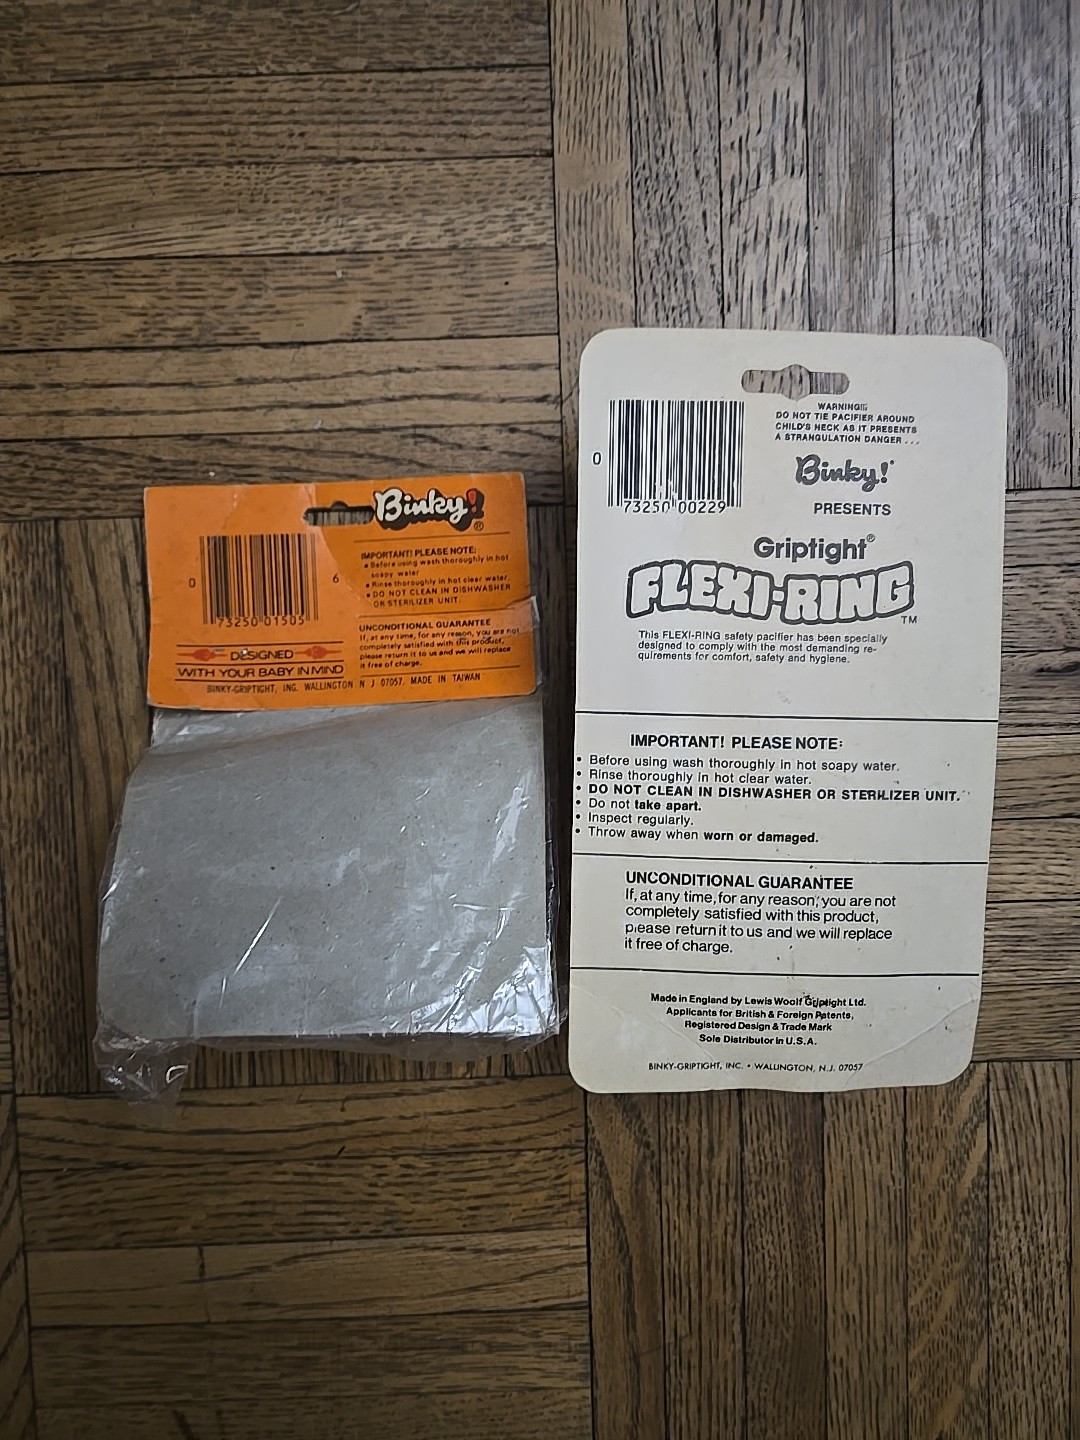 Binky!®
IMPORTANT! PLEASE NOTE:
• Before using wash thoroughly in hot
soapy water
• Rinse thoroughly in hot clear water.
• DO NOT CLEAN IN DISHWASHER
OR STERILIZER UNIT.
0
6
73250 01505
UNCONDITIONAL GUARANTEE
If, at any time, for any reason, you are not
completely satisfied with this product,
please return it to us and we will replace
it free of charge.
DESIGNED
WITH YOUR BABY IN MIND
BINKY-GRIPTIGHT, INC. WALLINGTON N J 07057. MADE IN TAIWAN
WARNING!!!
DO NOT TIE PACIFIER AROUND
CHILD'S NECK AS IT PRESENTS
A STRANGULATION DANGER . . .
0
73250 00229
Binky!®
PRESENTS
Griptight®
FLEXI-RING™
This FLEXI-RING safety pacifier has been specially
designed to comply with the most demanding re-
quirements for comfort, safety and hygiene.
IMPORTANT! PLEASE NOTE:
• Before using wash thoroughly in hot soapy water.
• Rinse thoroughly in hot clear water.
• DO NOT CLEAN IN DISHWASHER OR STERILIZER UNIT.
• Do not take apart.
• Inspect regularly.
• Throw away when worn or damaged.
UNCONDITIONAL GUARANTEE
If, at any time, for any reason, you are not
completely satisfied with this product,
please return it to us and we will replace
it free of charge.
Made in England by Lewis Woolf Griptight Ltd.
Applicants for British & Foreign Patents,
Registered Design & Trade Mark
Sole Distributor in U.S.A.
BINKY-GRIPTIGHT, INC. • WALLINGTON, N.J. 07057